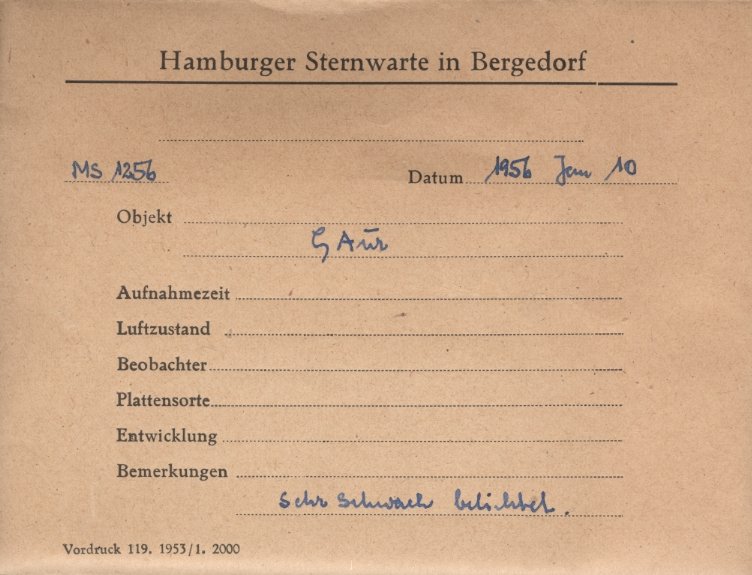 Hamburger Sternwarte in Bergedorf
MS 1256 Datum 1956 Jan 10
Objekt
ζ Aur
Aufnahmezeit
Luftzustand
Beobachter
Plattensorte
Entwicklung
Bemerkungen
Sehr schwach belichtet.
Vordruck 119. 1953/1. 2000